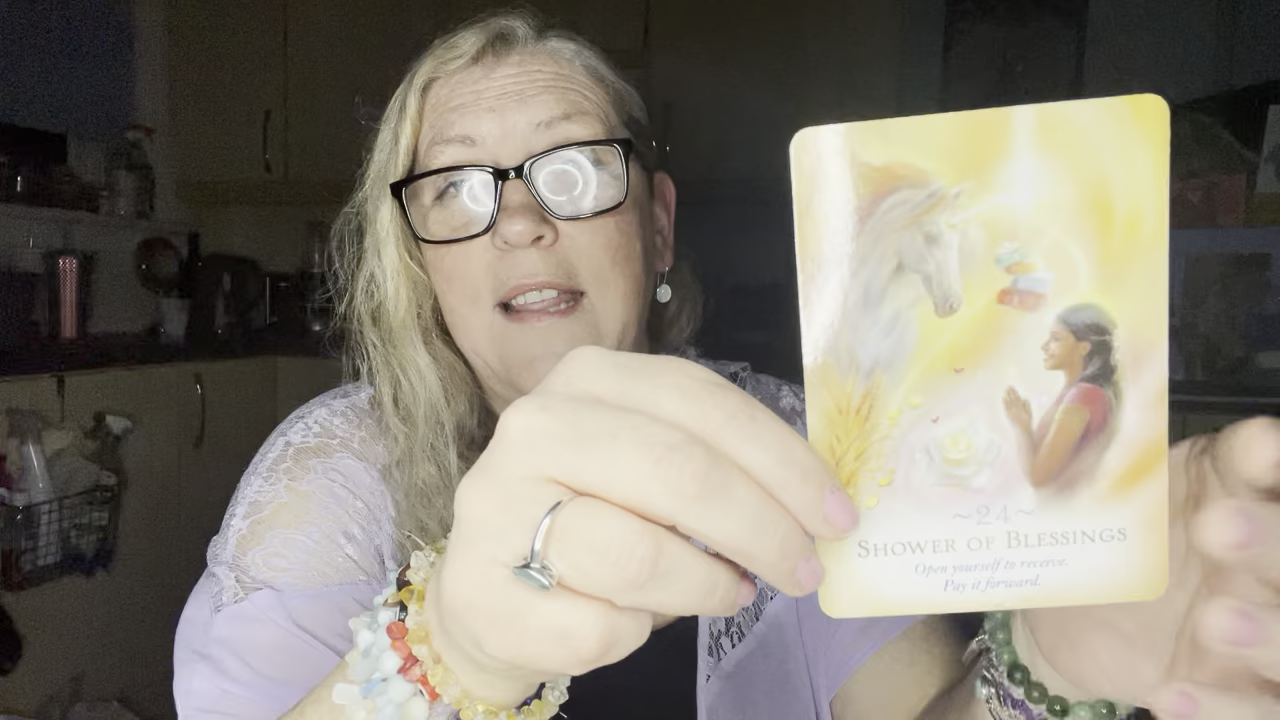 ~24~
SHOWER OF BLESSINGS
Open yourself to receive.
Pay it forward.